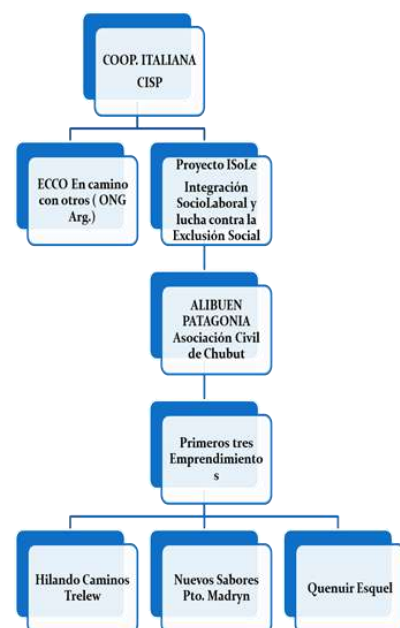 COOP. ITALIANA
CISP
ECCO En camino
con otros ( ONG
Arg.)
Proyecto ISoLe
Integración
SocioLaboral y
lucha contra la
Exclusión Social
ALIBUEN
PATAGONIA
Asociación Civil
de Chubut
Primeros tres
Emprendimiento
s
Hilando Caminos
Trelew
Nuevos Sabores
Pto. Madryn
Quenuir Esquel